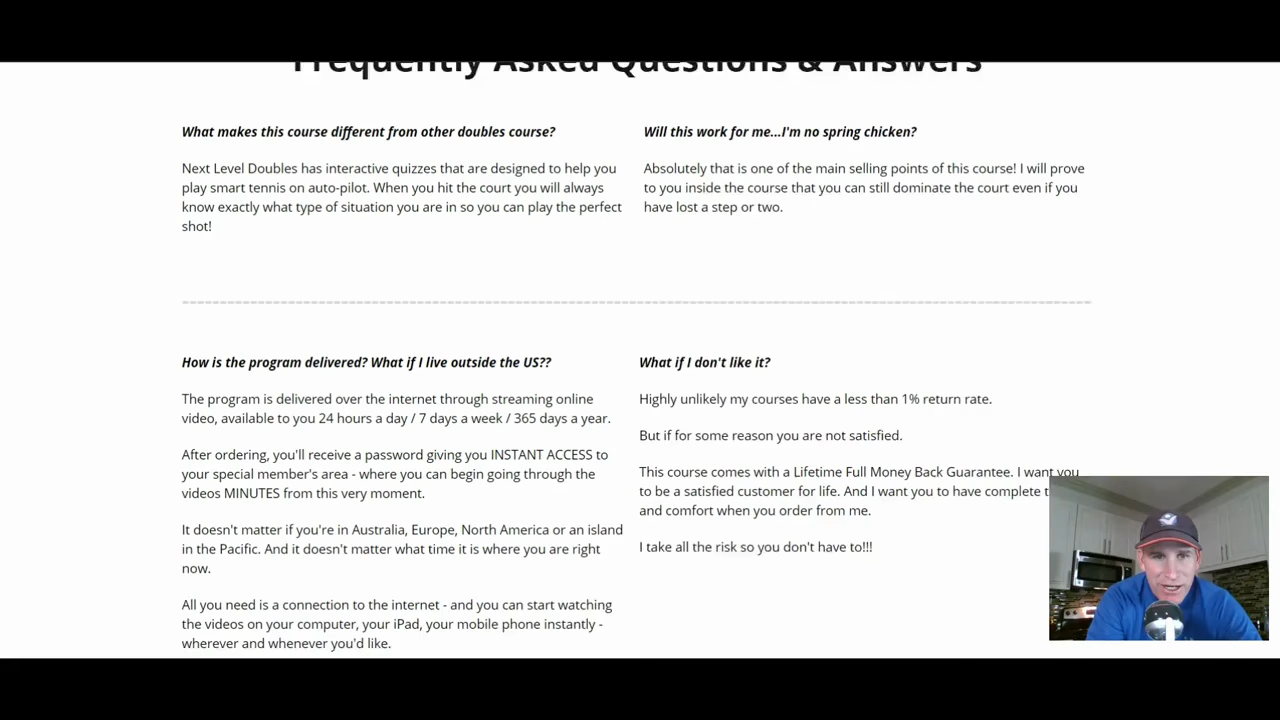 Frequently Asked Questions & Answers
What makes this course different from other doubles course?
Next Level Doubles has interactive quizzes that are designed to help you
play smart tennis on auto-pilot. When you hit the court you will always
know exactly what type of situation you are in so you can play the perfect
shot!
Will this work for me...I'm no spring chicken?
Absolutely that is one of the main selling points of this course! I will prove
to you inside the course that you can still dominate the court even if you
have lost a step or two.
How is the program delivered? What if I live outside the US??
The program is delivered over the internet through streaming online
video, available to you 24 hours a day / 7 days a week / 365 days a year.
After ordering, you'll receive a password giving you INSTANT ACCESS to
your special member's area - where you can begin going through the
videos MINUTES from this very moment.
It doesn't matter if you're in Australia, Europe, North America or an island
in the Pacific. And it doesn't matter what time it is where you are right
now.
All you need is a connection to the internet - and you can start watching
the videos on your computer, your iPad, your mobile phone instantly -
wherever and whenever you'd like.
What if I don't like it?
Highly unlikely my courses have a less than 1% return rate.
But if for some reason you are not satisfied.
This course comes with a Lifetime Full Money Back Guarantee. I want you
to be a satisfied customer for life. And I want you to have complete
and comfort when you order from me.
I take all the risk so you don't have to!!!